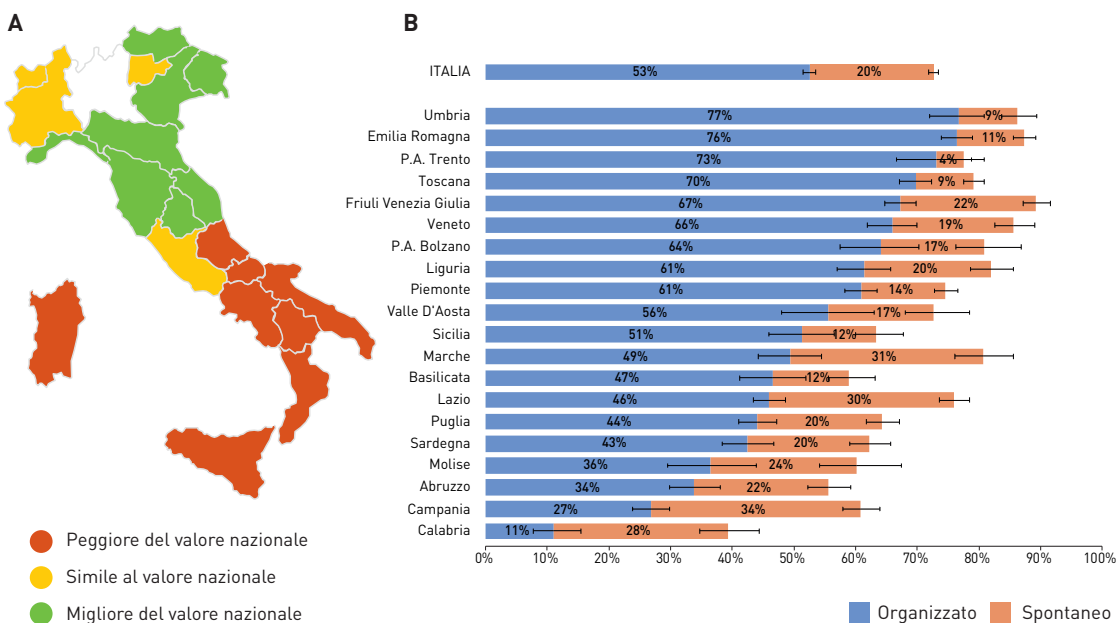 A
B
ITALIA 53% 20%
Umbria 77% 9%
Emilia Romagna 76% 11%
P.A. Trento 73% 4%
Toscana 70% 9%
Friuli Venezia Giulia 67% 22%
Veneto 66% 19%
P.A. Bolzano 64% 17%
Liguria 61% 20%
Piemonte 61% 14%
Valle D'Aosta 56% 17%
Sicilia 51% 12%
Marche 49% 31%
Basilicata 47% 12%
Lazio 46% 30%
Puglia 44% 20%
Sardegna 43% 20%
Molise 36% 24%
Abruzzo 34% 22%
Campania 27% 34%
Calabria 11% 28%
0% 10% 20% 30% 40% 50% 60% 70% 80% 90% 100%
Peggiore del valore nazionale
Simile al valore nazionale
Migliore del valore nazionale
Organizzato Spontaneo